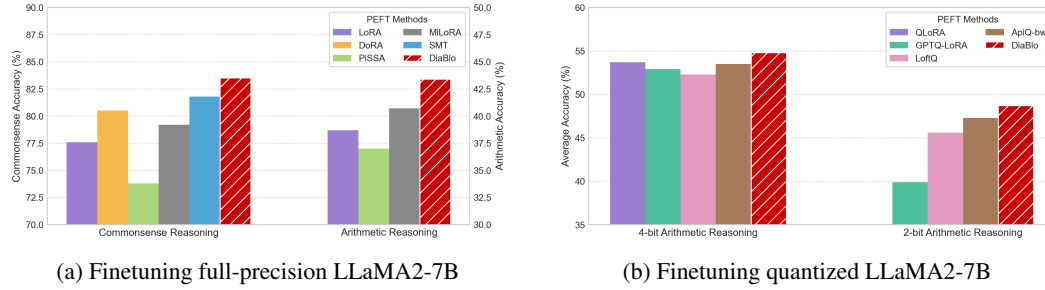 PEFT Methods
LoRA
DoRA
PiSSA
MiLoRA
SMT
DiaBlo
Commonsense Accuracy (%)
85.0
82.5
80.0
77.5
75.0
72.5
70.0
90.0
87.5
Arithmetic Accuracy (%)
50.0
47.5
45.0
42.5
40.0
37.5
35.0
32.5
30.0
Commonsense Reasoning
Arithmetic Reasoning
(a) Finetuning full-precision LLaMA2-7B
PEFT Methods
QLoRA
GPTQ-LoRA
LoftQ
ApiQ-bw
DiaBlo
Average Accuracy (%)
60
55
50
45
40
35
4-bit Arithmetic Reasoning
2-bit Arithmetic Reasoning
(b) Finetuning quantized LLaMA2-7B